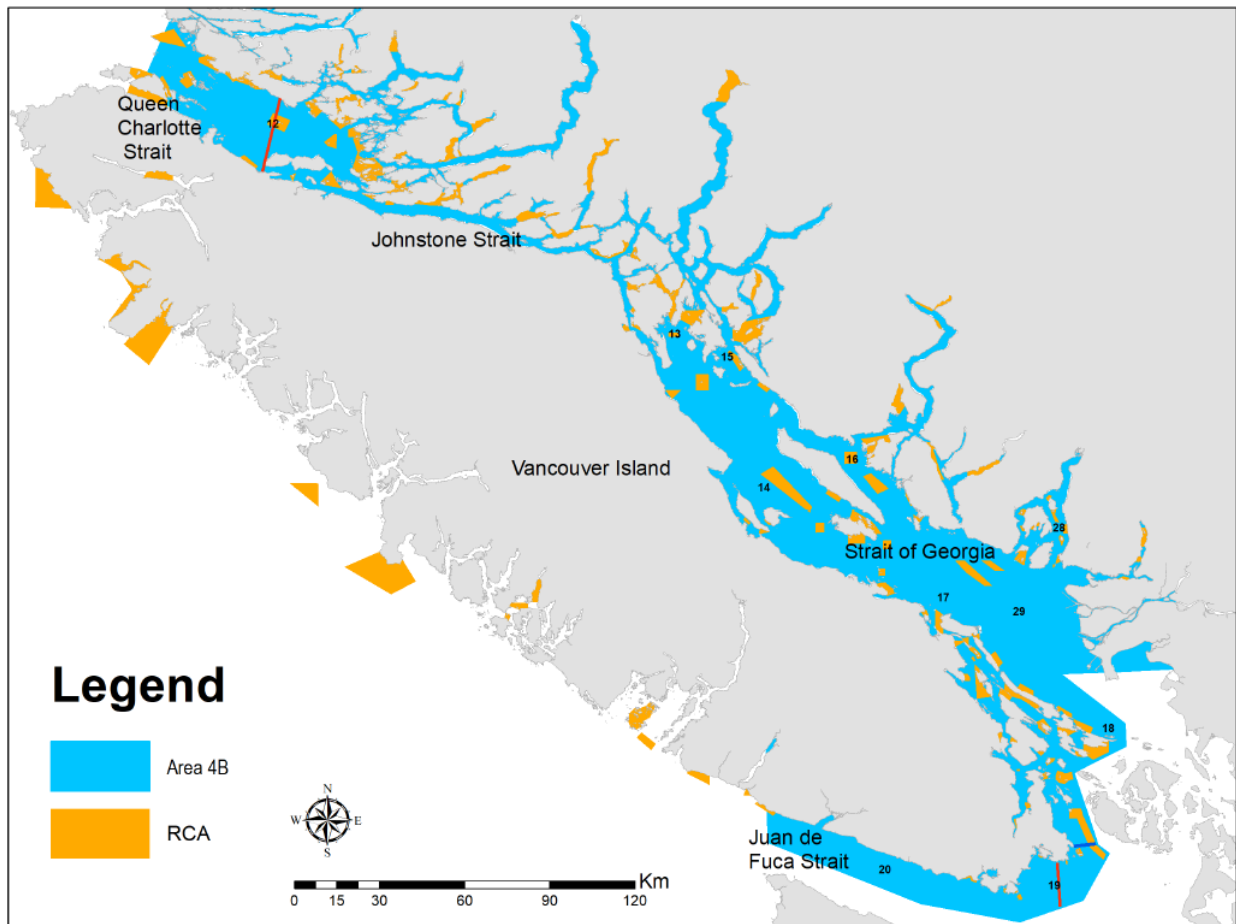 Queen
Charlotte
Strait
12
Johnstone Strait
13
15
Vancouver Island
16
14
28
Strait of Georgia
17
29
18
Legend
Area 4B
RCA
N
W E
S
Juan de
Fuca Strait
20
19
Km
0 15 30 60 90 120